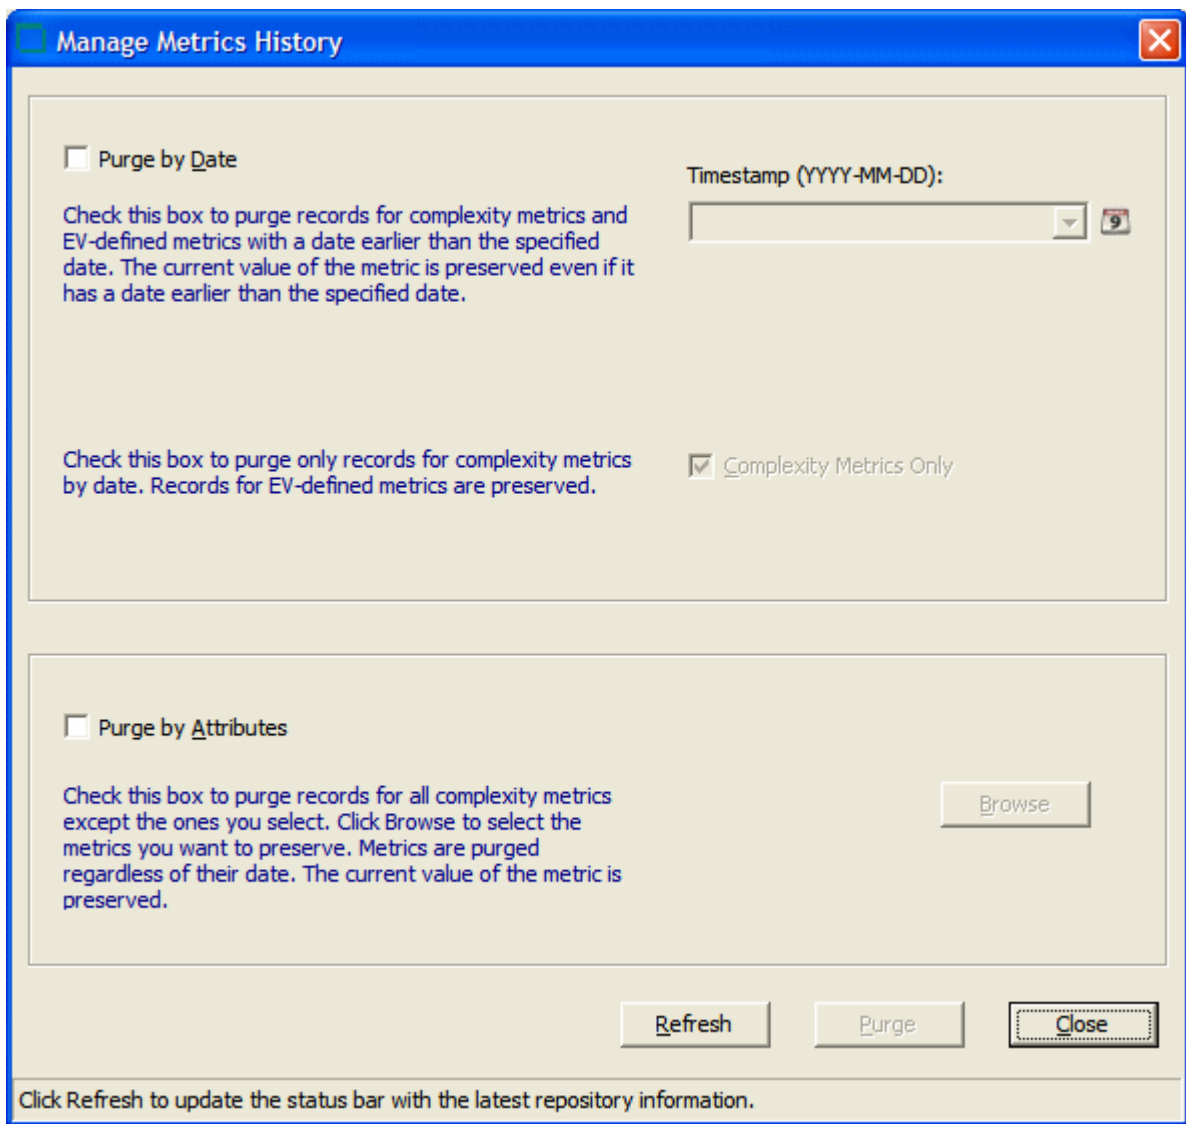 Manage Metrics History
Purge by Date
Timestamp (YYYY-MM-DD):
Check this box to purge records for complexity metrics and
EV-defined metrics with a date earlier than the specified
date. The current value of the metric is preserved even if it
has a date earlier than the specified date.
9
Check this box to purge only records for complexity metrics
by date. Records for EV-defined metrics are preserved.
Complexity Metrics Only
Purge by Attributes
Check this box to purge records for all complexity metrics
except the ones you select. Click Browse to select the
metrics you want to preserve. Metrics are purged
regardless of their date. The current value of the metric is
preserved.
Browse
Refresh
Purge
Close
Click Refresh to update the status bar with the latest repository information.